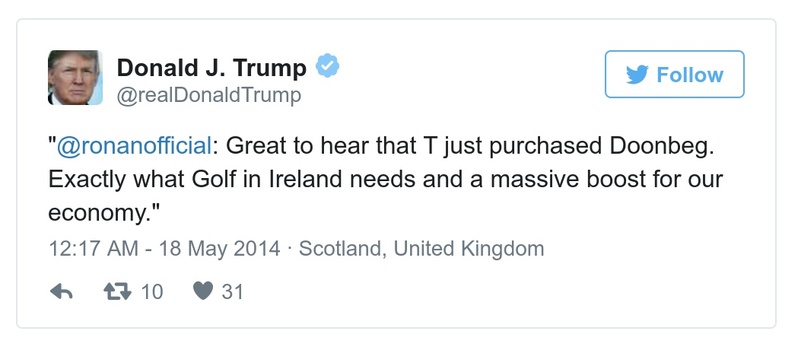 Donald J. Trump
@realDonaldTrump
Follow
"@ronanofficial: Great to hear that T just purchased Doonbeg.
Exactly what Golf in Ireland needs and a massive boost for our
economy."
12:17 AM - 18 May 2014 · Scotland, United Kingdom
10 31